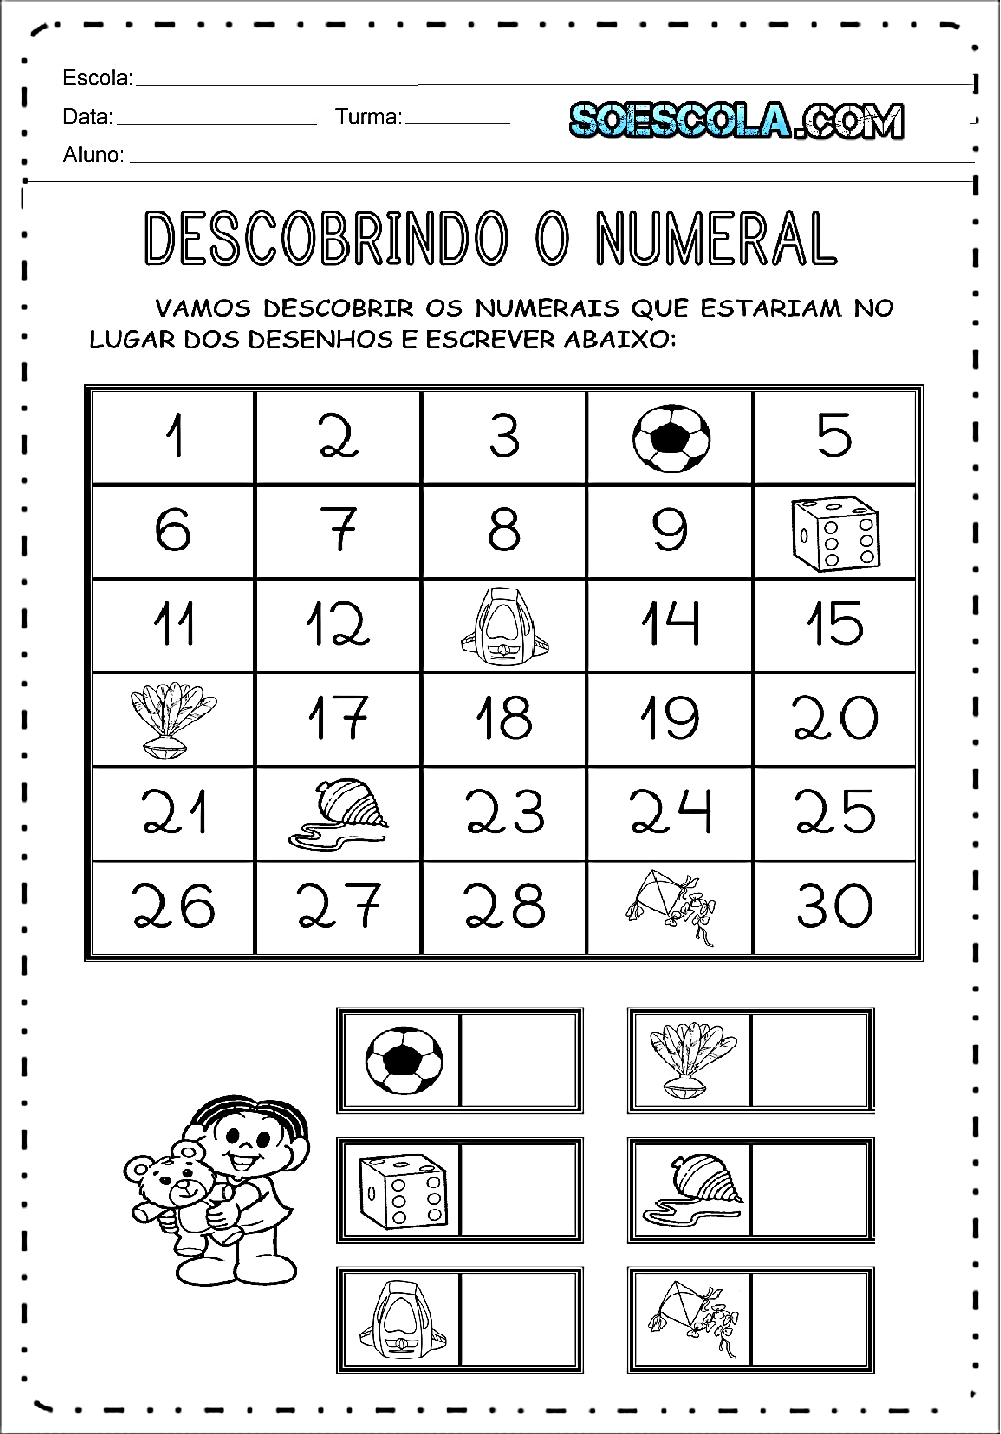 Escola:
Data: Turma: SOESCOLA.COM
Aluno:
DESCOBRINDO O NUMERAL
VAMOS DESCOBRIR OS NUMERAIS QUE ESTARIAM NO
LUGAR DOS DESENHOS E ESCREVER ABAIXO:
1 2 3 5
6 7 8 9
11 12 14 15
17 18 19 20
21 23 24 25
26 27 28 30